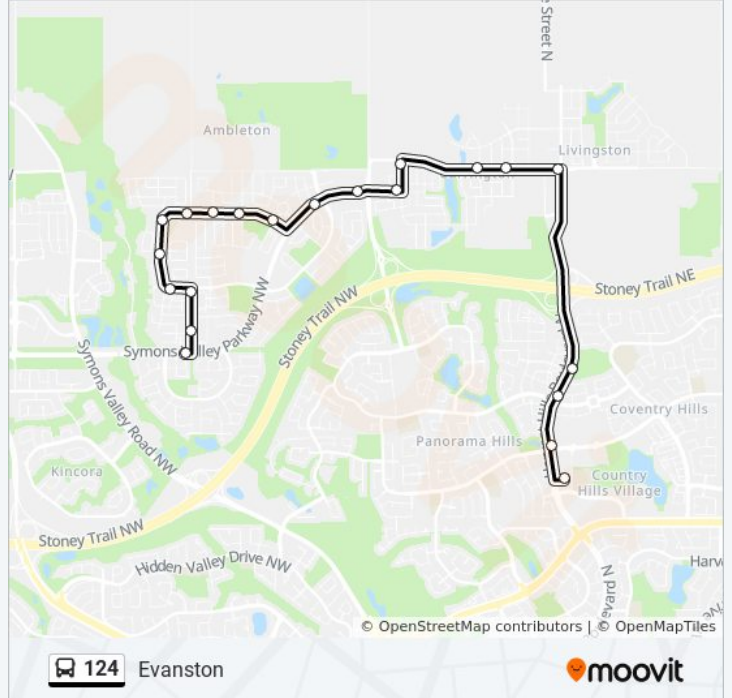 e Street N
Ambleton
Livingston
Stoney Trail NE
Stoney Trail NW
Symons Valley Parkway NW
Symons Valley Road NW
Coventry Hills
Panorama Hills
Kincora
Country
Hills Village
Stoney Trail NW
Hidden Valley Drive NW
Harv
evard N
© OpenStreetMap contributors | © OpenMapTiles
124 Evanston
moovit